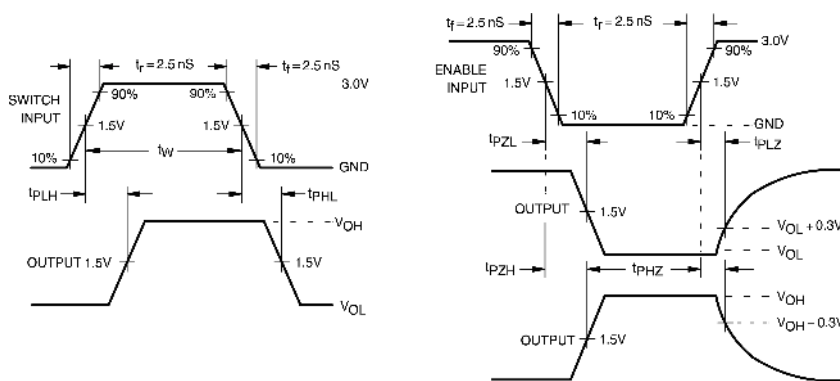 tr=2.5 nS
tf=2.5 nS
3.0V
SWITCH
INPUT
90%
90%
1.5V
1.5V
tW
10%
10%
GND
tPLH
tPHL
VOH
OUTPUT
1.5V
1.5V
VOL
tf=2.5 nS
tr=2.5 nS
90%
90%
3.0V
ENABLE
INPUT
1.5V
1.5V
10%
10%
GND
tPZL
tPLZ
OUTPUT
1.5V
VOL+0.3V
VOL
tPZH
tPHZ
VOH
VOH−0.3V
OUTPUT
1.5V